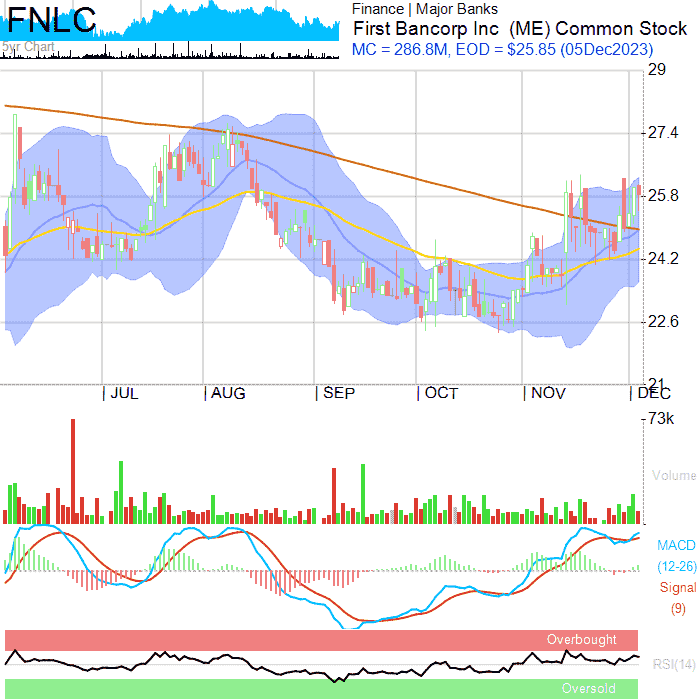 FNLC
5yr Chart
Finance | Major Banks
First Bancorp Inc (ME) Common Stock
MC = 286.8M, EOD = $25.85 (05Dec2023)
29
27.4
25.8
24.2
22.6
21
JUL AUG SEP OCT NOV DEC
73k
Volume
MACD
(12-26)
Signal
(9)
Overbought
RSI(14)
Oversold